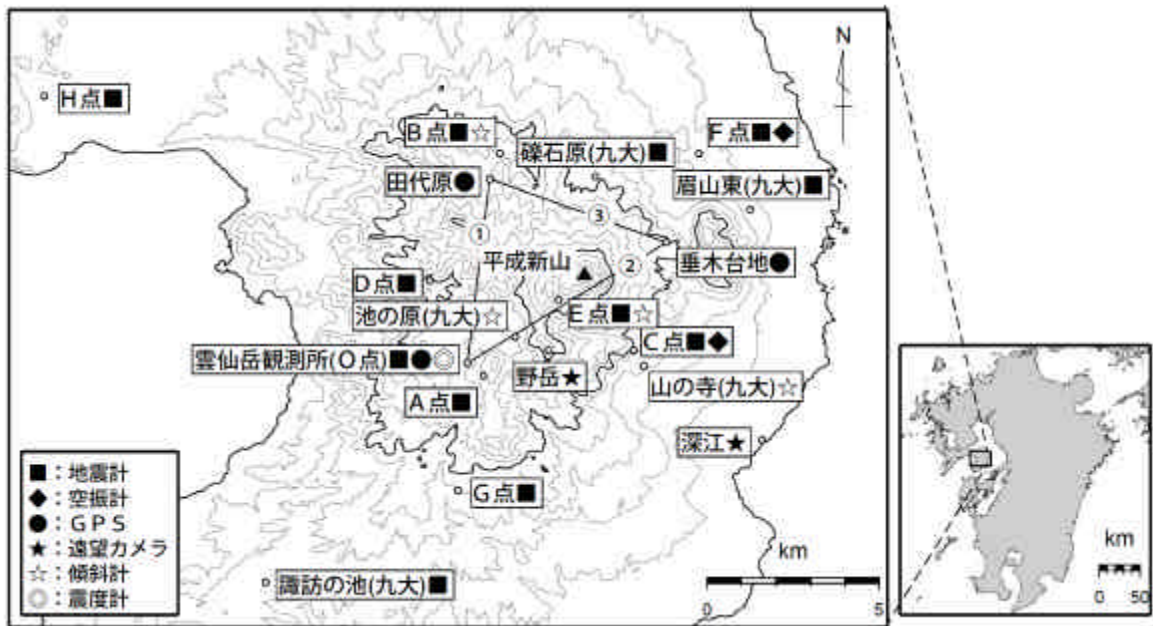 N
H点■
B点■☆
F点■◆
礫石原(九大)■
田代原●
眉山東(九大)■
③
①
平成新山
②
垂木台地●
D点■
池の原(九大)☆
E点■☆
C点■◆
雲仙岳観測所(O点)■●◎
野岳★
山の寺(九大)☆
A点■
深江★
G点■
諏訪の池(九大)■
■：地震計
◆：空振計
●：GPS
★：遠望カメラ
☆：傾斜計
◎：震度計
km
0 5
km
0 50